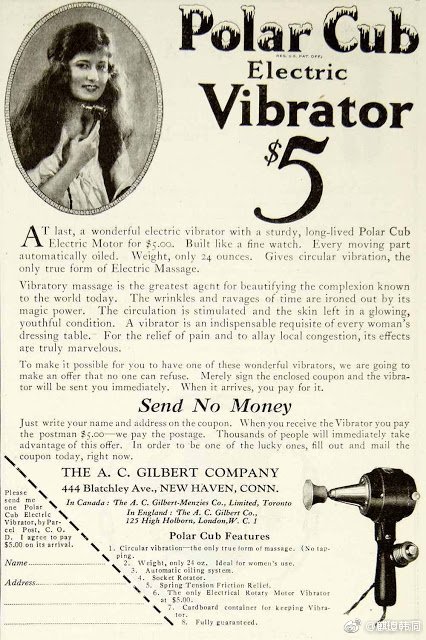 Polar Cub
REG. U.S. PAT. OFF.
Electric
Vibrator
$5
AT last, a wonderful electric vibrator with a sturdy, long-lived Polar Cub
Electric Motor for $5.00. Built like a fine watch. Every moving part
automatically oiled. Weight, only 24 ounces. Gives circular vibration, the
only true form of Electric Massage.
Vibratory massage is the greatest agent for beautifying the complexion known
to the world today. The wrinkles and ravages of time are ironed out by its
magic power. The circulation is stimulated and the skin left in a glowing,
youthful condition. A vibrator is an indispensable requisite of every woman's
dressing table. For the relief of pain and to allay local congestion, its effects
are truly marvelous.
To make it possible for you to have one of these wonderful vibrators, we are going to
make an offer that no one can refuse. Merely sign the enclosed coupon and the vibra-
tor will be sent you immediately. When it arrives, you pay for it.
Send No Money
Just write your name and address on the coupon. When you receive the Vibrator you
pay the postman $5.00—we pay the postage. Thousands of people will immediately take
advantage of this offer. In order to be one of the lucky ones, fill out and mail the
coupon today, right now.
THE A. C. GILBERT COMPANY
444 Blatchley Ave., NEW HAVEN, CONN.
In Canada: The A. C. Gilbert-Menzies Co., Limited, Toronto
In England: The A. C. Gilbert Co.,
125 High Holborn, London, W. C. 1
Please
send me
one Polar
Cub Electric
Vibrator, by Par-
cel Post, C. O.
D. I agree to pay
$5.00 on its arrival.
Name
Address
Polar Cub Features
1. Circular vibration—the only true form of massage. (No tap-
ping.
2. Weight, only 24 oz. Ideal for women's use.
3. Automatic oiling system.
4. Socket Rotator.
5. Spring Tension Friction Relief.
6. The only Electrical Rotary Motor Vibrator
at $5.00.
7. Cardboard container for keeping Vibra-
tor.
8. Fully guaranteed.